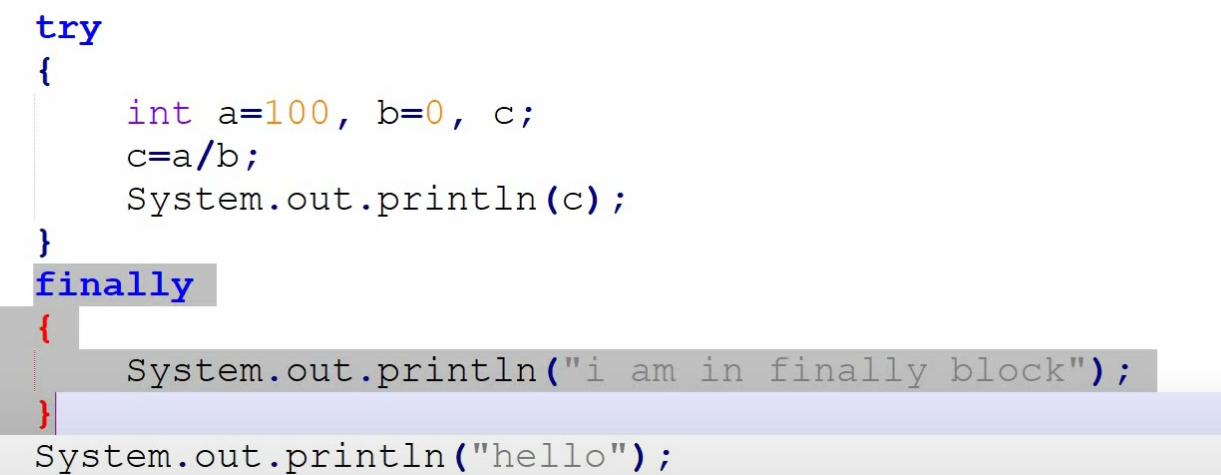 try
{
int a=100, b=0, c;
c=a/b;
System.out.println(c);
}
finally
{
System.out.println("i am in finally block");
}
System.out.println("hello");